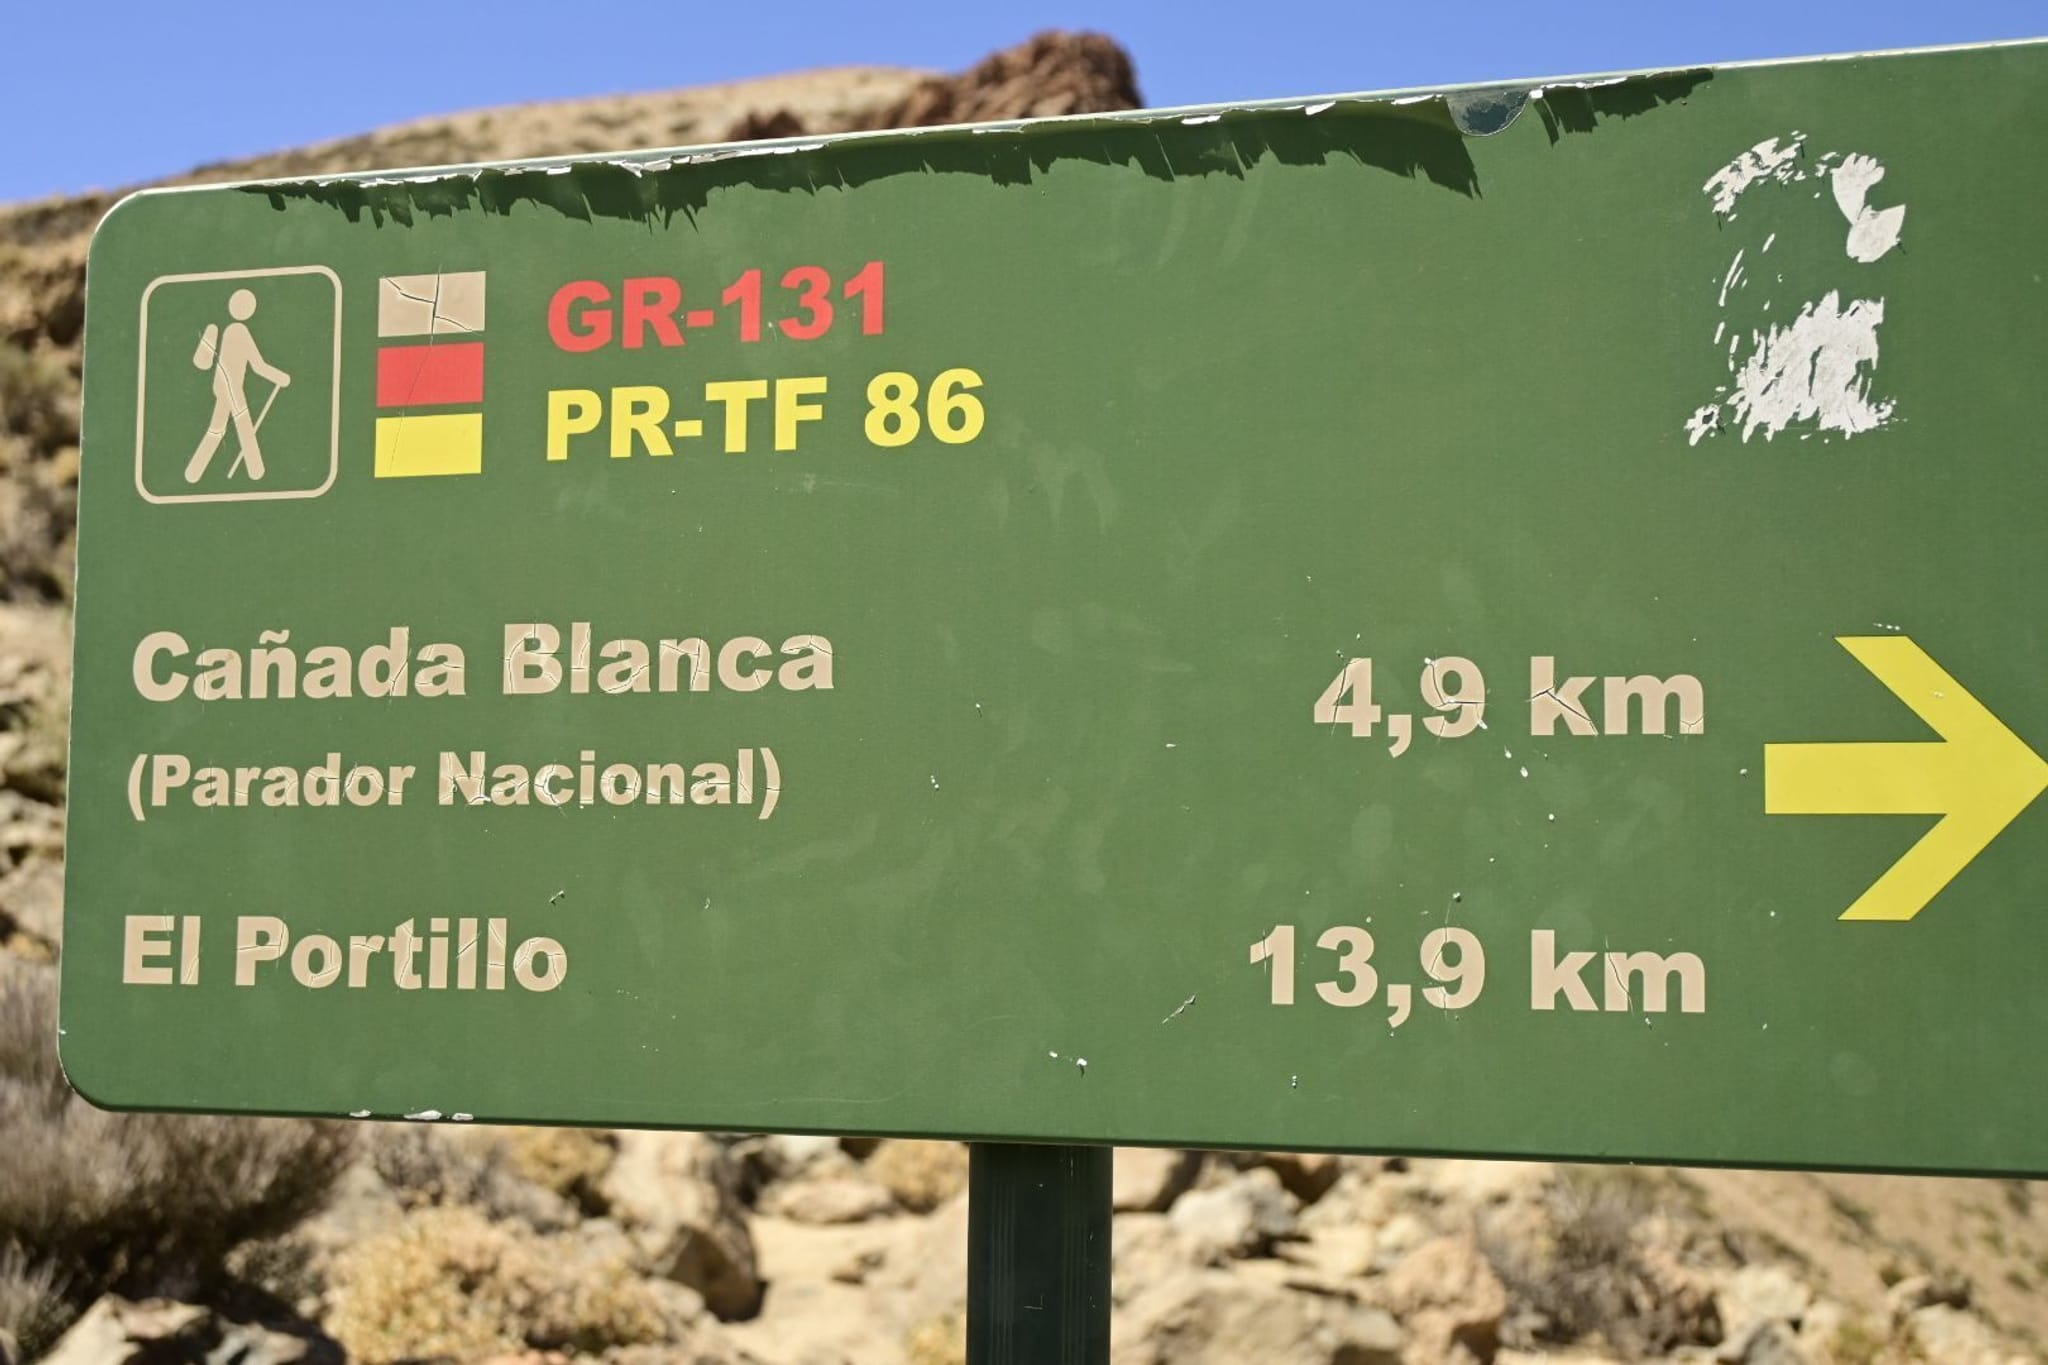 GR-131
PR-TF 86
Cañada Blanca 4,9 km
(Parador Nacional)
El Portillo 13,9 km